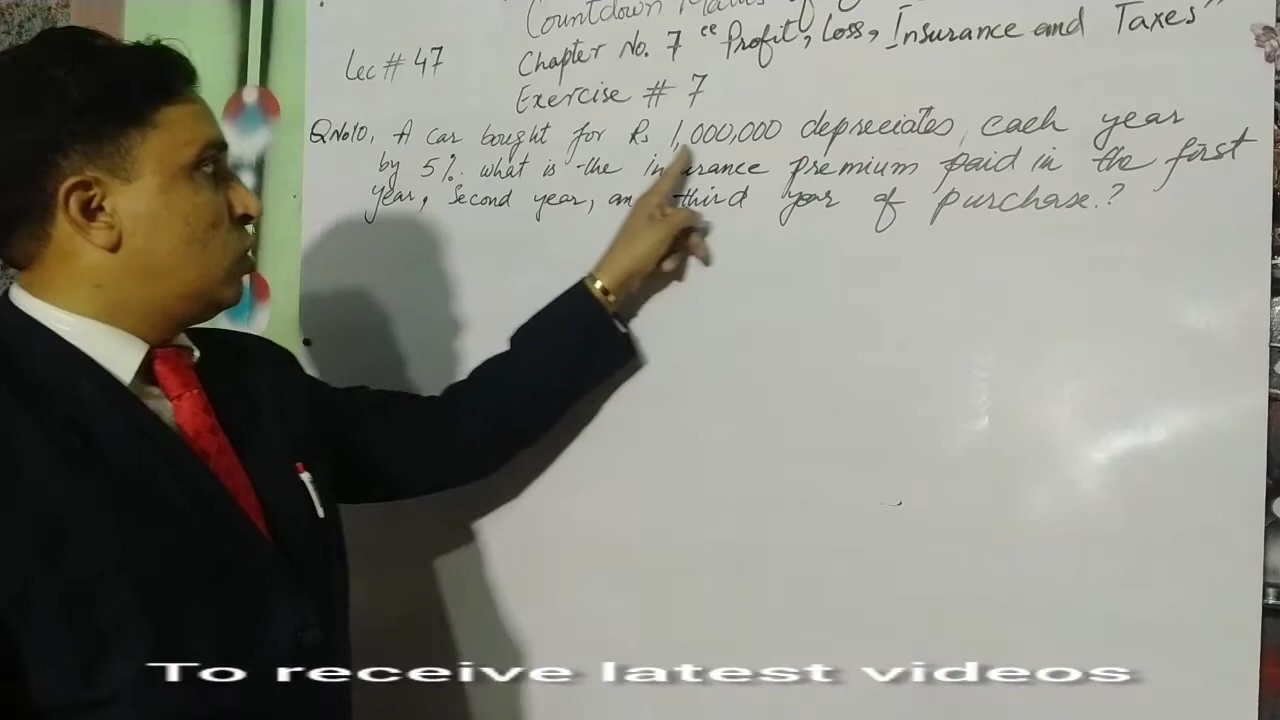 Countdown Maths
Lec # 47
Chapter No. 7 "Profit, Loss, Insurance and Taxes"
Exercise # 7
QNo10, A car bought for Rs 1,000,000 depreciates, each year
by 5%. what is the insurance premium paid in the first
year, Second year, and third year of purchase.?
To receive latest videos